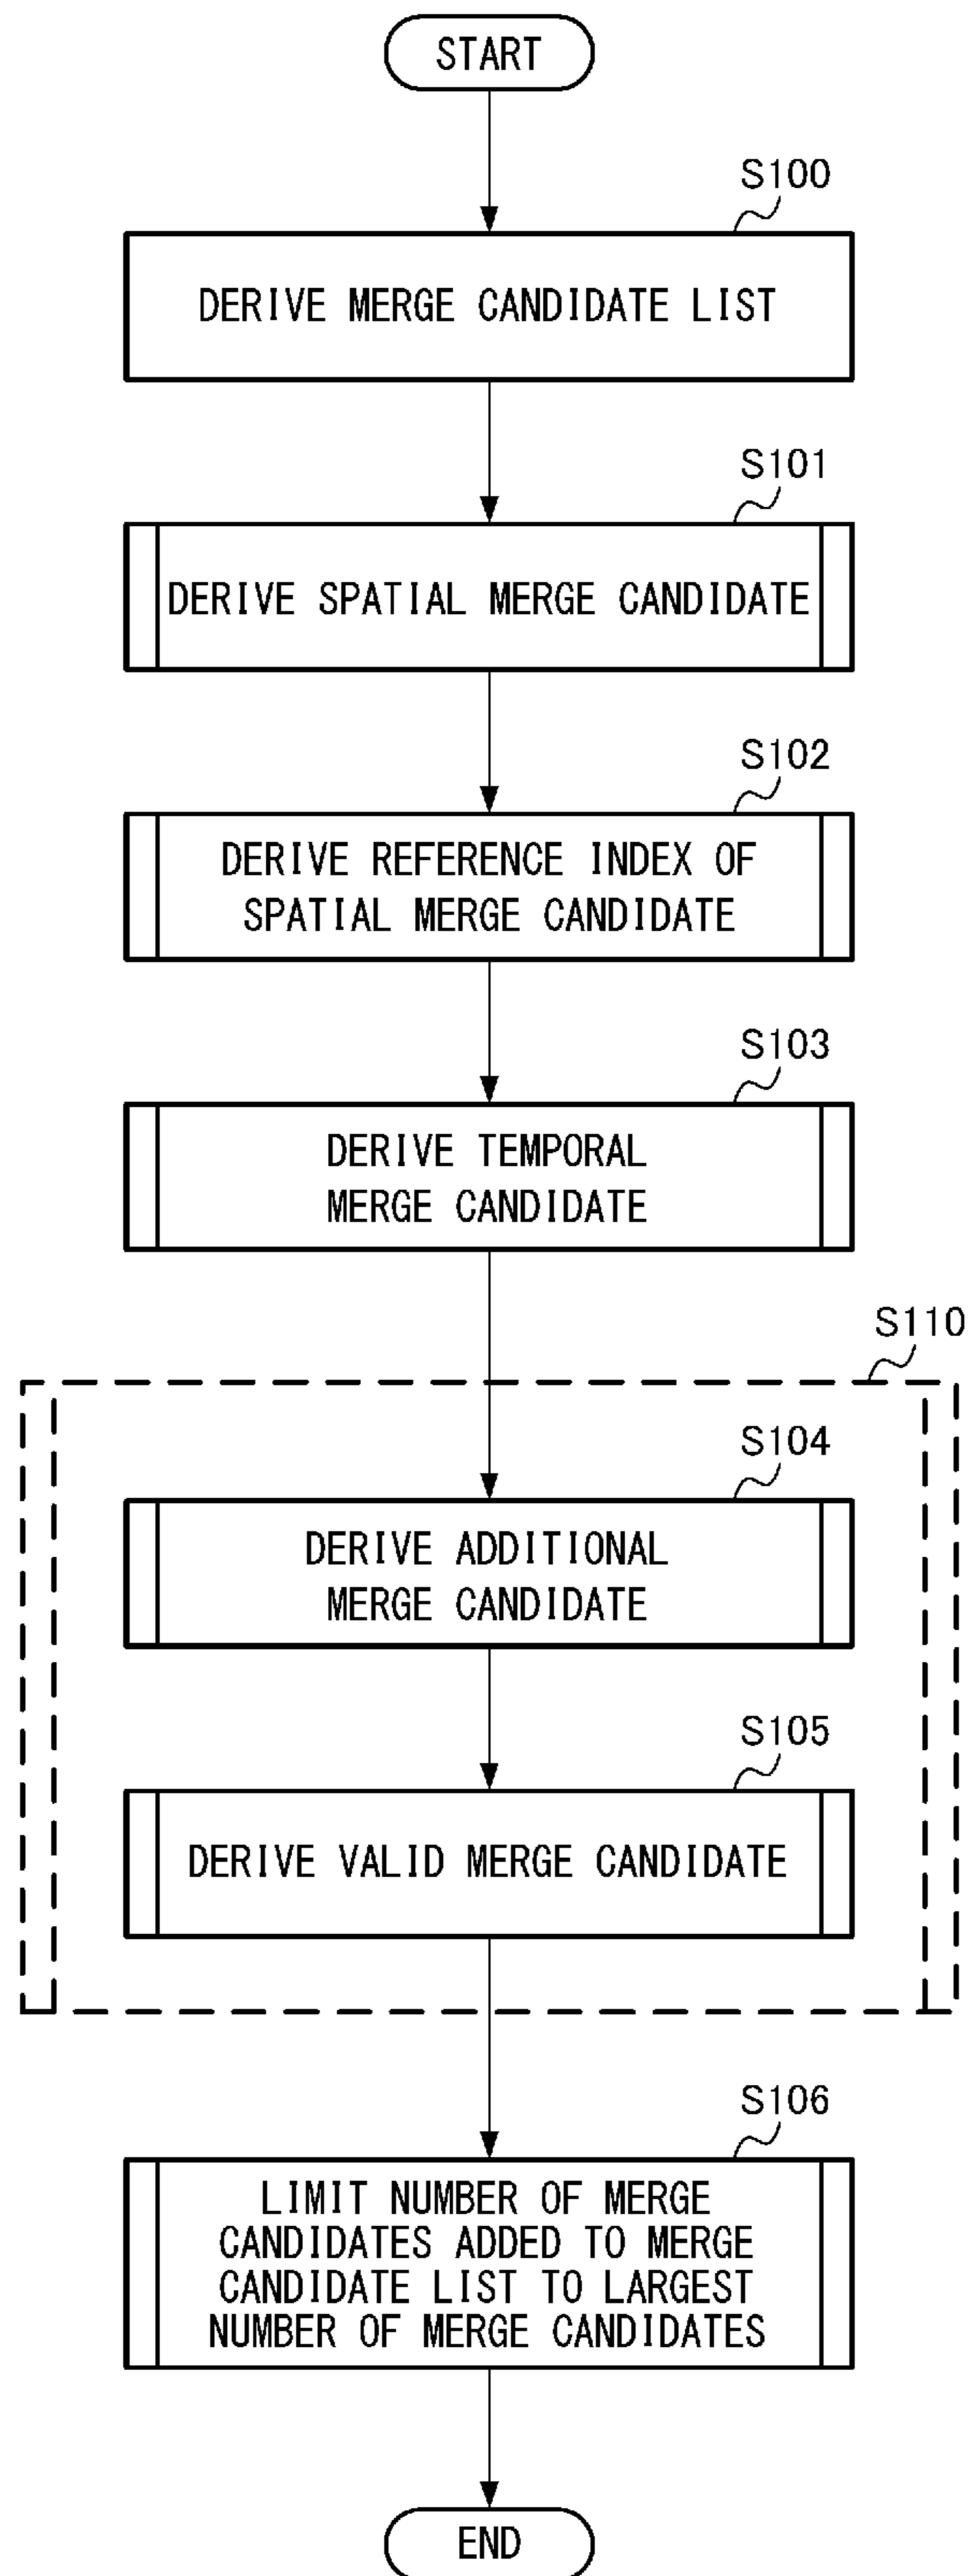 START
S100
DERIVE MERGE CANDIDATE LIST
S101
DERIVE SPATIAL MERGE CANDIDATE
S102
DERIVE REFERENCE INDEX OF
SPATIAL MERGE CANDIDATE
S103
DERIVE TEMPORAL
MERGE CANDIDATE
S110
S104
DERIVE ADDITIONAL
MERGE CANDIDATE
S105
DERIVE VALID MERGE CANDIDATE
S106
LIMIT NUMBER OF MERGE
CANDIDATES ADDED TO MERGE
CANDIDATE LIST TO LARGEST
NUMBER OF MERGE CANDIDATES
END